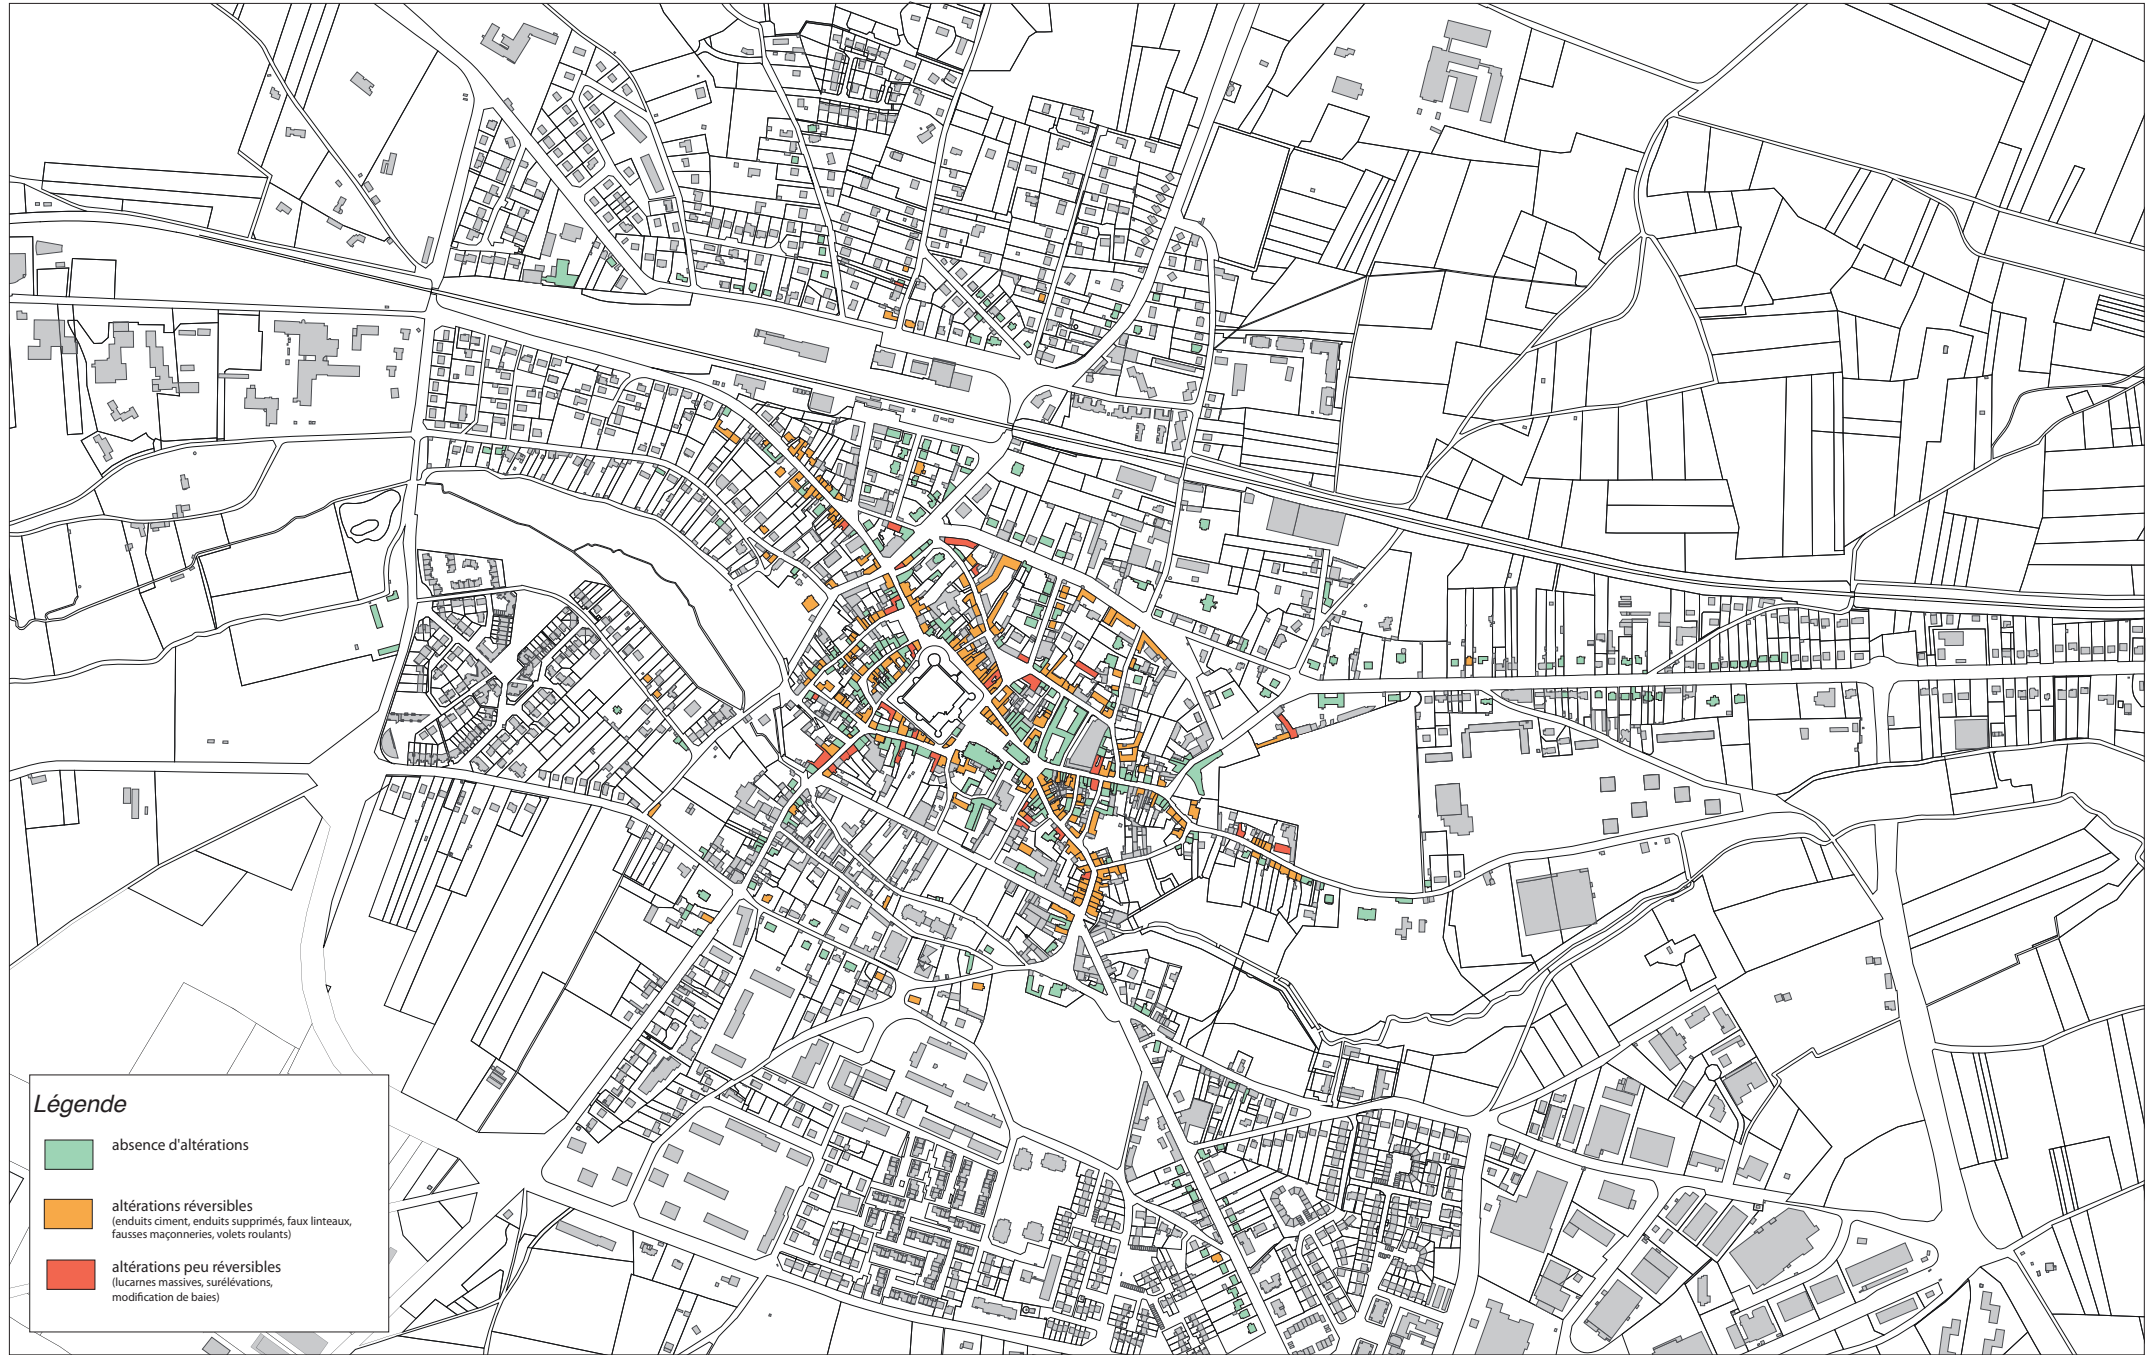 Légende
absence d'altérations
altérations réversibles
(enduits ciment, enduits supprimés, faux linteaux,
fausses maçonneries, volets roulants)
altérations peu réversibles
(lucarnes massives, surélévations,
modification de baies)